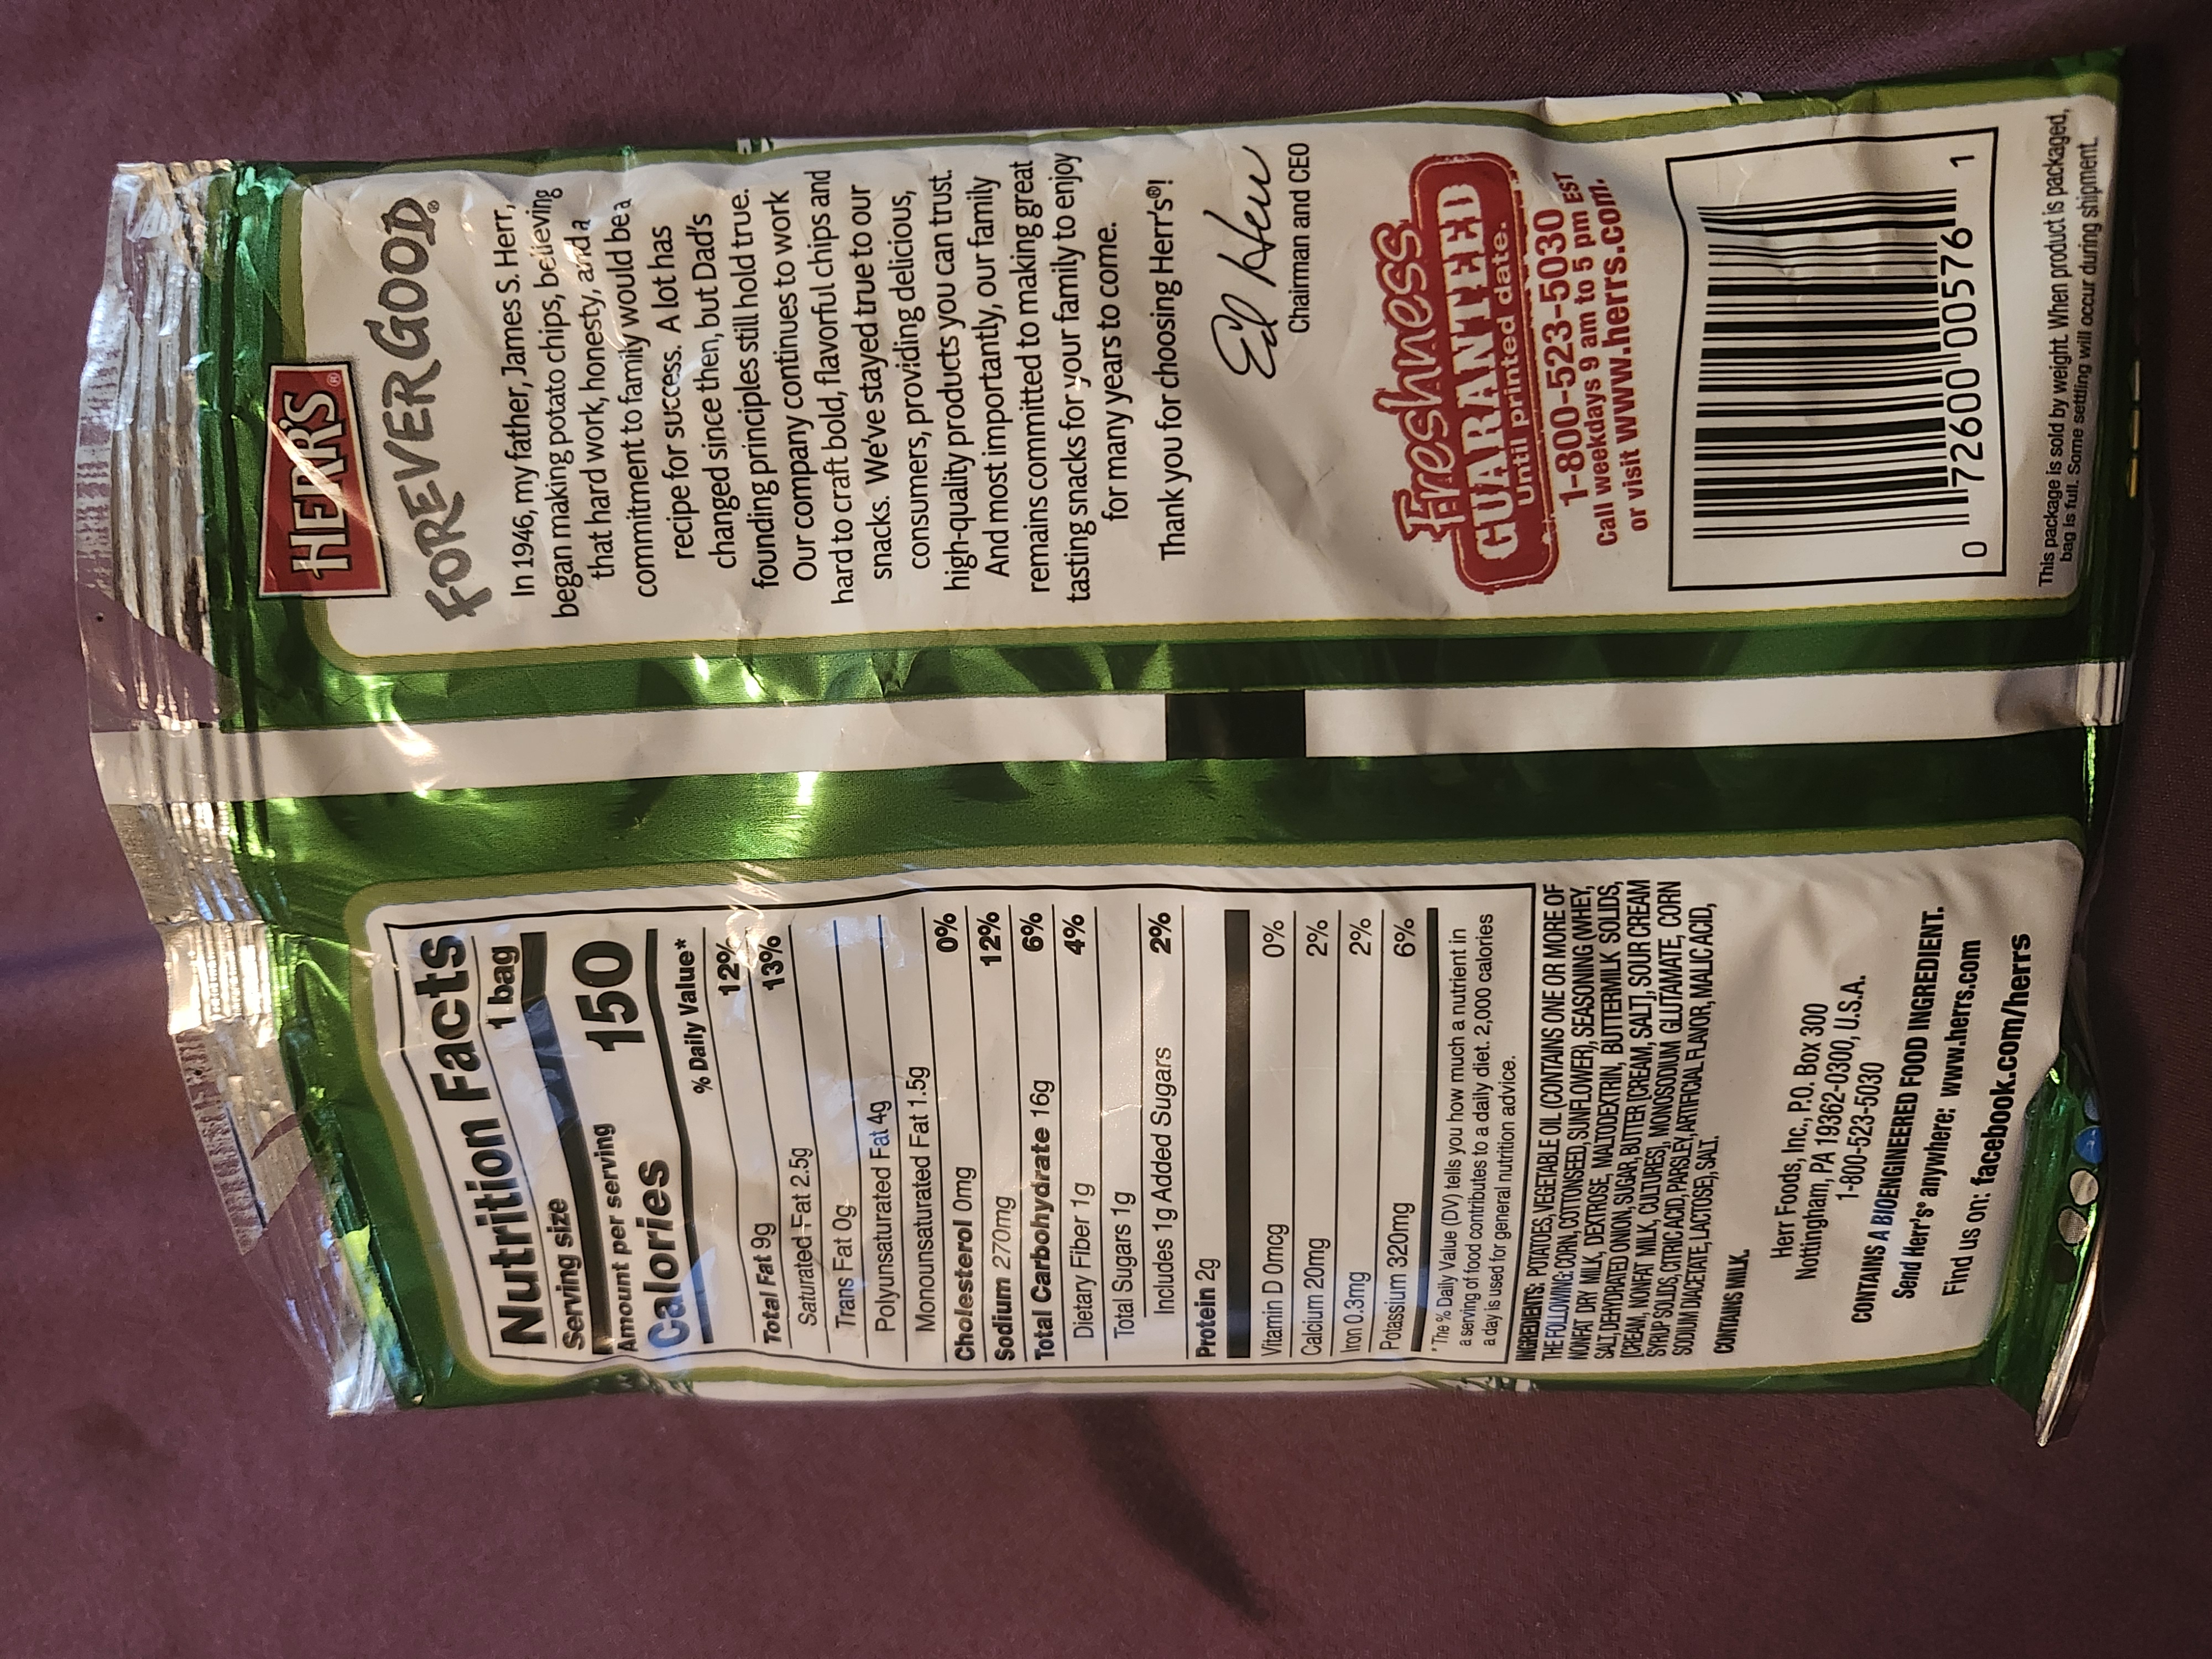 Nutrition Facts
Serving size 1 bag
Amount per serving
Calories 150
% Daily Value*
Total Fat 9g 12%
Saturated Fat 2.5g 13%
Trans Fat 0g
Polyunsaturated Fat 4g
Monounsaturated Fat 1.5g
Cholesterol 0mg 0%
Sodium 270mg 12%
Total Carbohydrate 16g 6%
Dietary Fiber 1g 4%
Total Sugars 1g
Includes 1g Added Sugars 2%
Protein 2g
Vitamin D 0mcg 0%
Calcium 20mg 2%
Iron 0.3mg 2%
Potassium 320mg 6%
*The % Daily Value (DV) tells you how much a nutrient in
a serving of food contributes to a daily diet. 2,000 calories
a day is used for general nutrition advice.
INGREDIENTS: POTATOES, VEGETABLE OIL (CONTAINS ONE OR MORE OF
THE FOLLOWING: CORN, COTTONSEED, SUNFLOWER), SEASONING (WHEY,
NONFAT DRY MILK, DEXTROSE, MALTODEXTRIN, BUTTERMILK SOLIDS,
SALT, DEHYDRATED ONION, SUGAR, BUTTER [CREAM, SALT], SOUR CREAM
[CREAM, NONFAT MILK, CULTURES], MONOSODIUM GLUTAMATE, CORN
SYRUP SOLIDS, CITRIC ACID, PARSLEY, ARTIFICIAL FLAVOR, MALIC ACID,
SODIUM DIACETATE, LACTOSE), SALT.
CONTAINS MILK.
Herr Foods, Inc., P.O. Box 300
Nottingham, PA 19362-0300, U.S.A.
1-800-523-5030
CONTAINS A BIOENGINEERED FOOD INGREDIENT.
Send Herr's® anywhere: www.herrs.com
Find us on: facebook.com/herrs
HERR'S®
FOREVER GOOD®
In 1946, my father, James S. Herr,
began making potato chips, believing
that hard work, honesty, and a
commitment to family would be a
recipe for success. A lot has
changed since then, but Dad's
founding principles still hold true.
Our company continues to work
hard to craft bold, flavorful chips and
snacks. We've stayed true to our
consumers, providing delicious,
high-quality products you can trust.
And most importantly, our family
remains committed to making great
tasting snacks for your family to enjoy
for many years to come.
Thank you for choosing Herr's®!
Ed Herr
Chairman and CEO
Freshness
GUARANTEED
Until printed date.
1-800-523-5030
Call weekdays 9 am to 5 pm EST
or visit www.herrs.com.
0 72600 00576 1
This package is sold by weight. When product is packaged,
bag is full. Some settling will occur during shipment.